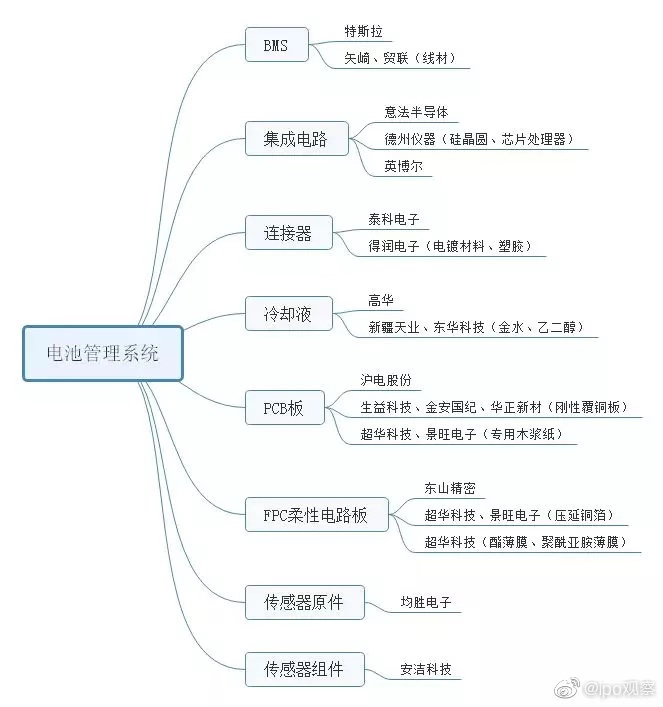 电池管理系统
BMS
特斯拉
矢崎、贸联（线材）
集成电路
意法半导体
德州仪器（硅晶圆、芯片处理器）
英博尔
连接器
泰科电子
得润电子（电镀材料、塑胶）
冷却液
高华
新疆天业、东华科技（金水、乙二醇）
PCB板
沪电股份
生益科技、金安国纪、华正新材（刚性覆铜板）
超华科技、景旺电子（专用木浆纸）
FPC柔性电路板
东山精密
超华科技、景旺电子（压延铜箔）
超华科技（酯薄膜、聚酰亚胺薄膜）
传感器原件
均胜电子
传感器组件
安洁科技
@ipo观察